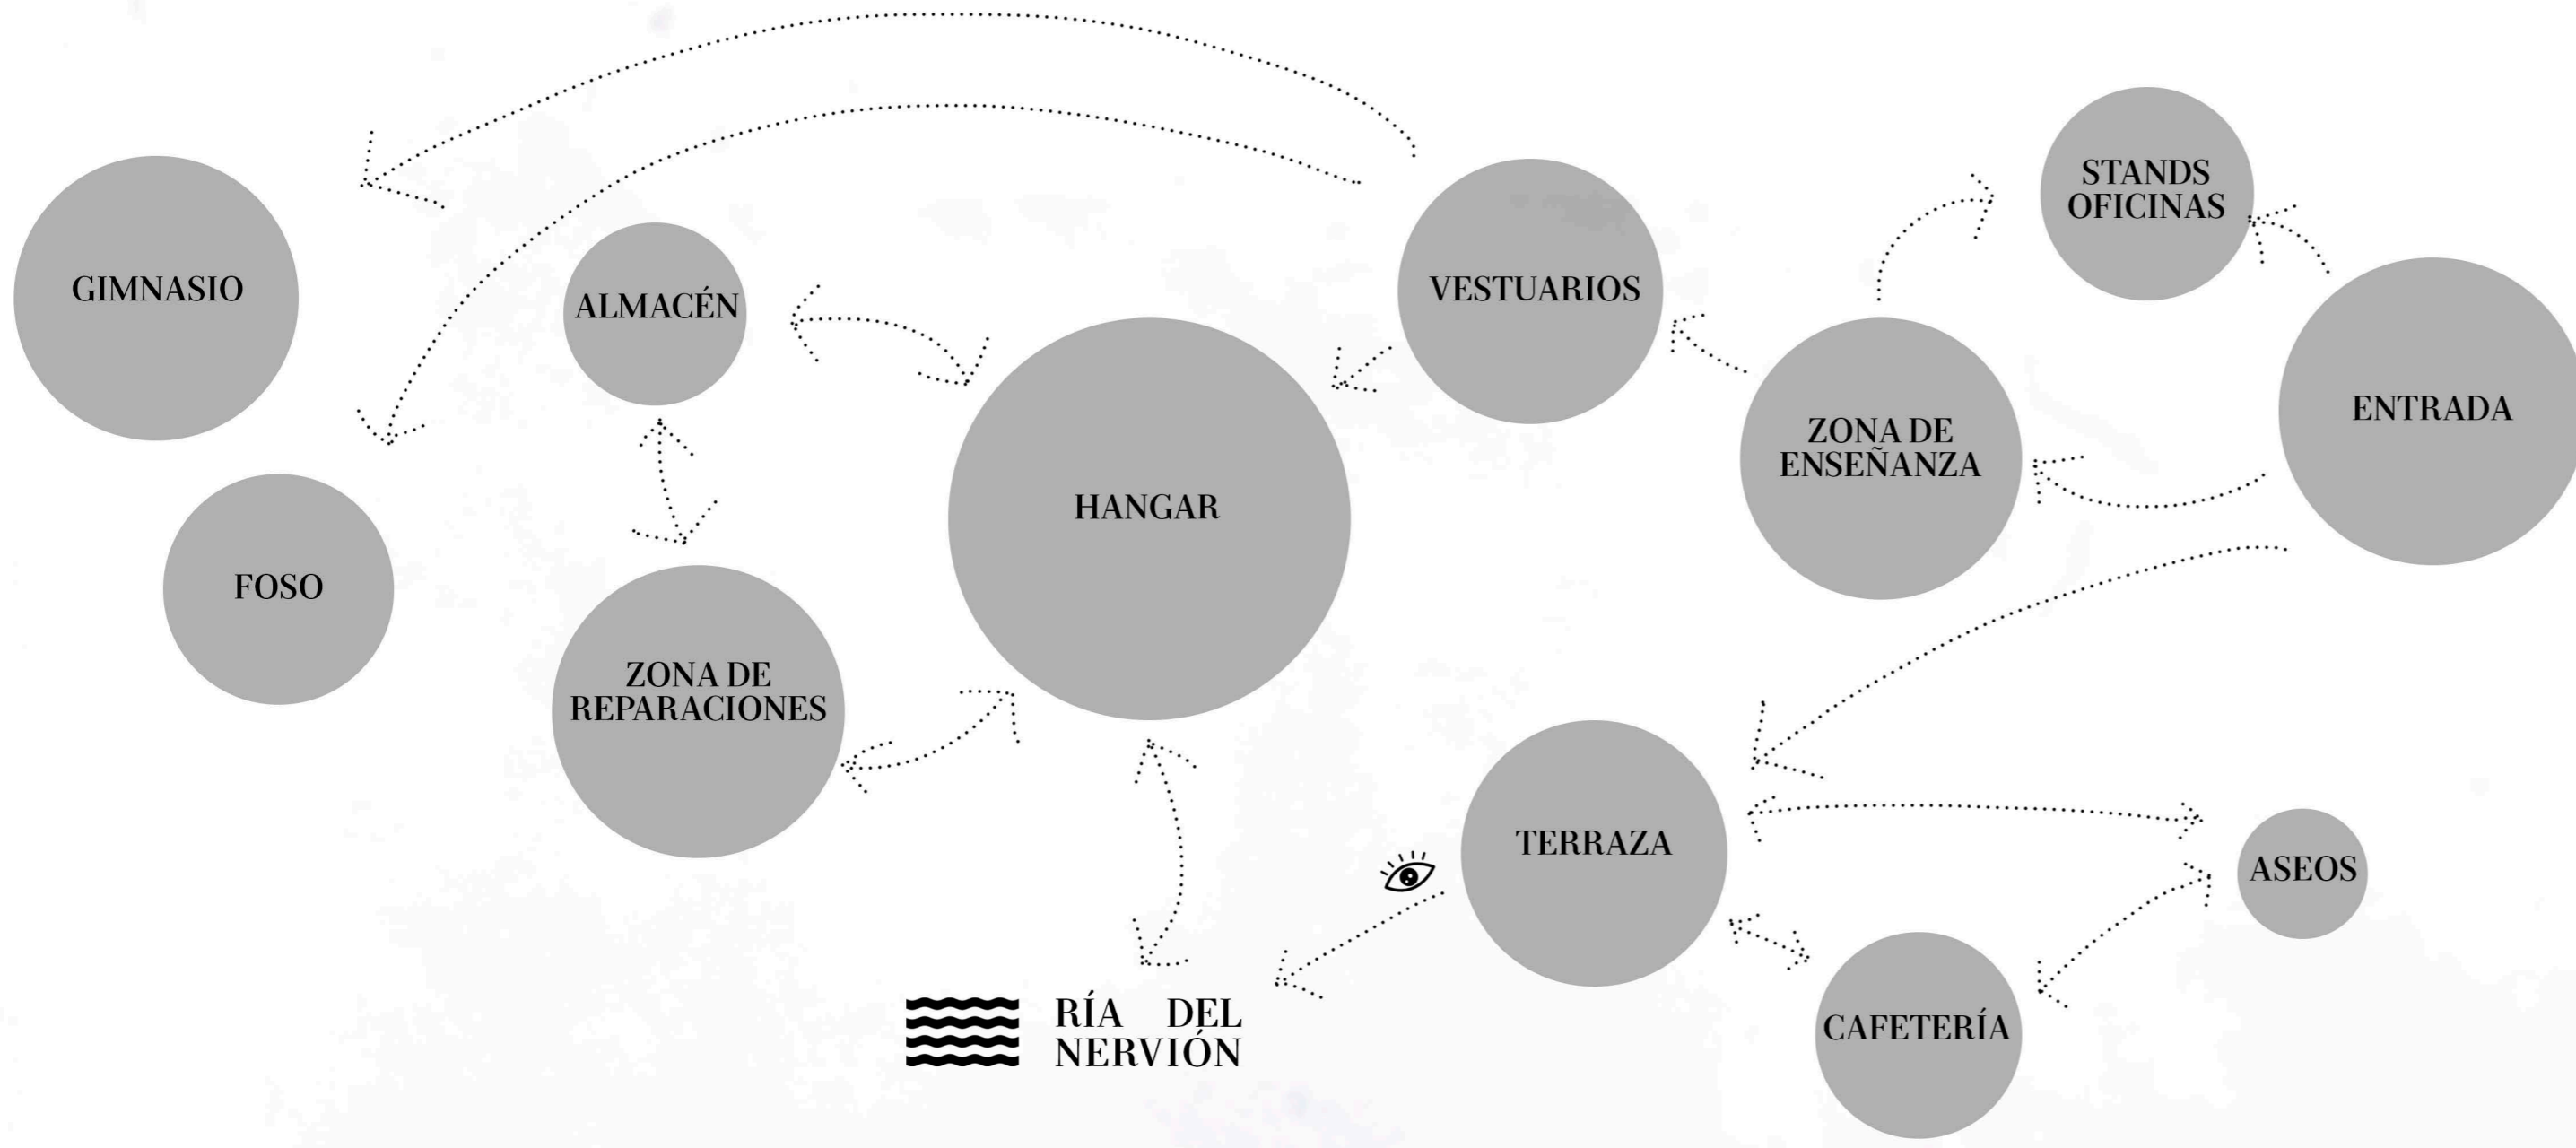 GIMNASIO
FOSO
ALMACÉN
ZONA DE
REPARACIONES
HANGAR
VESTUARIOS
ZONA DE
ENSEÑANZA
STANDS
OFICINAS
ENTRADA
TERRAZA
ASEOS
CAFETERÍA
RÍA DEL
NERVIÓN